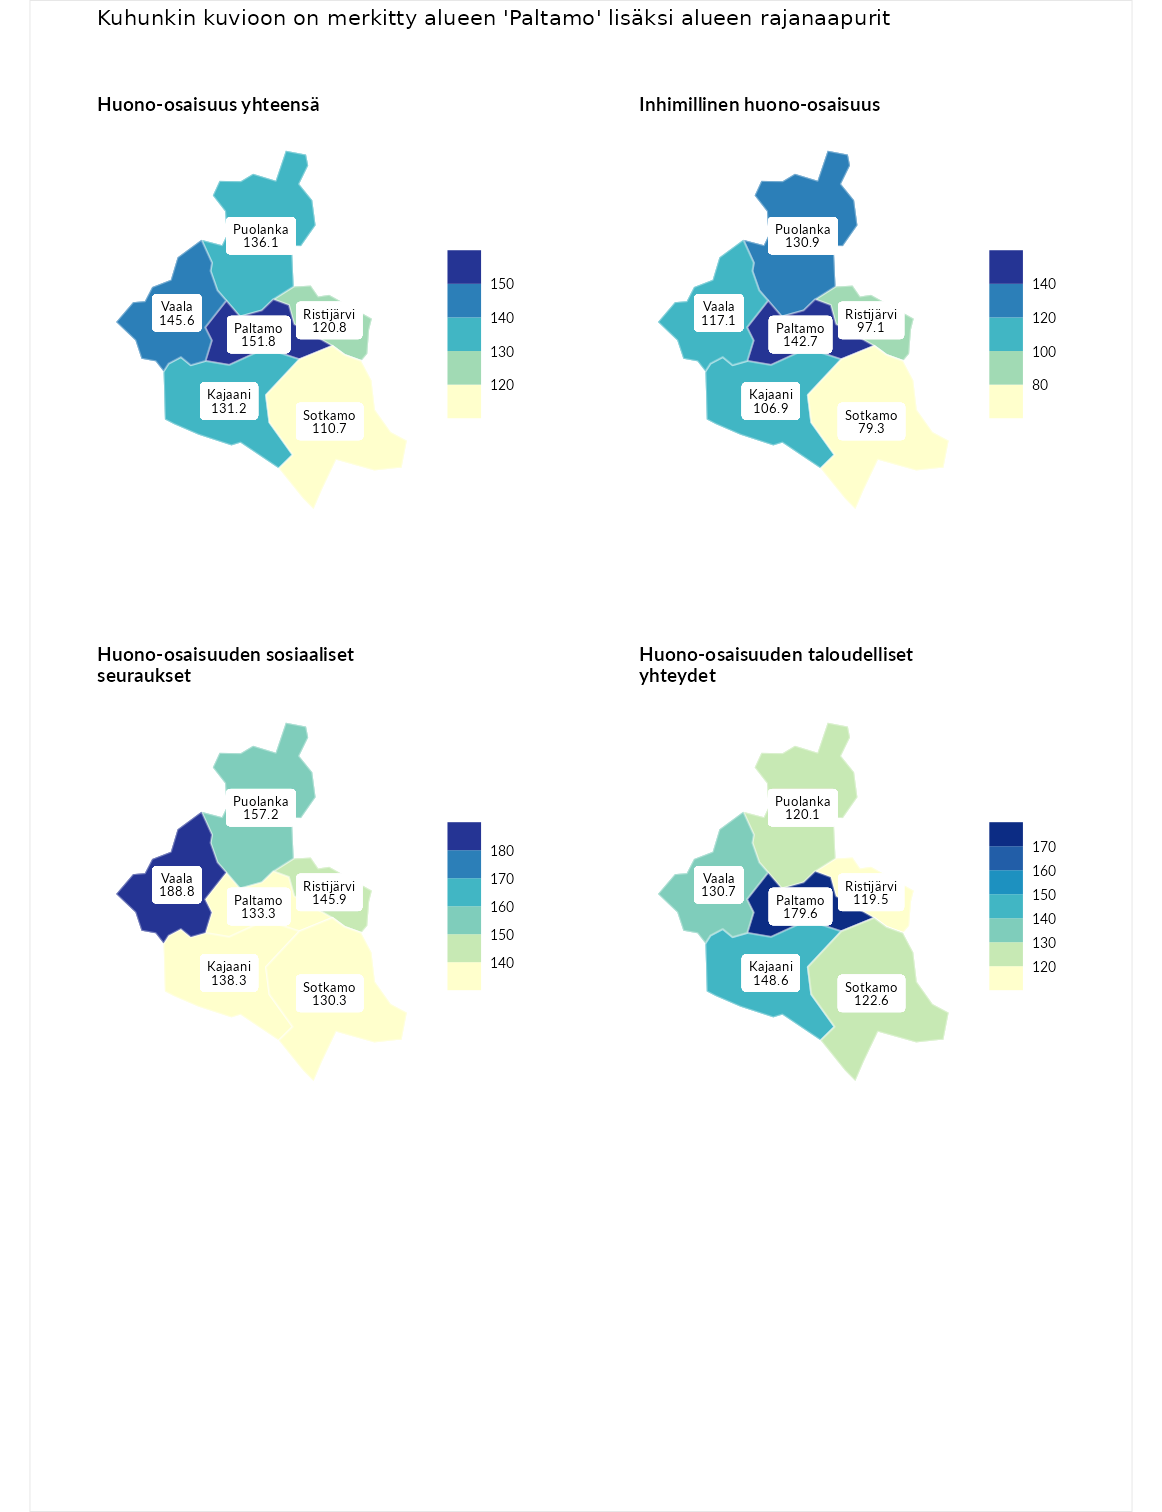 Kuhunkin kuvioon on merkitty alueen 'Paltamo' lisäksi alueen rajanaapurit
Huono-osaisuus yhteensä
Puolanka
136.1
Vaala
145.6
Ristijärvi
120.8
Paltamo
151.8
Kajaani
131.2
Sotkamo
110.7
150
140
130
120
Inhimillinen huono-osaisuus
Puolanka
130.9
Vaala
117.1
Ristijärvi
97.1
Paltamo
142.7
Kajaani
106.9
Sotkamo
79.3
140
120
100
80
Huono-osaisuuden sosiaaliset
seuraukset
Puolanka
157.2
Vaala
188.8
Ristijärvi
145.9
Paltamo
133.3
Kajaani
138.3
Sotkamo
130.3
180
170
160
150
140
Huono-osaisuuden taloudelliset
yhteydet
Puolanka
120.1
Vaala
130.7
Ristijärvi
119.5
Paltamo
179.6
Kajaani
148.6
Sotkamo
122.6
170
160
150
140
130
120